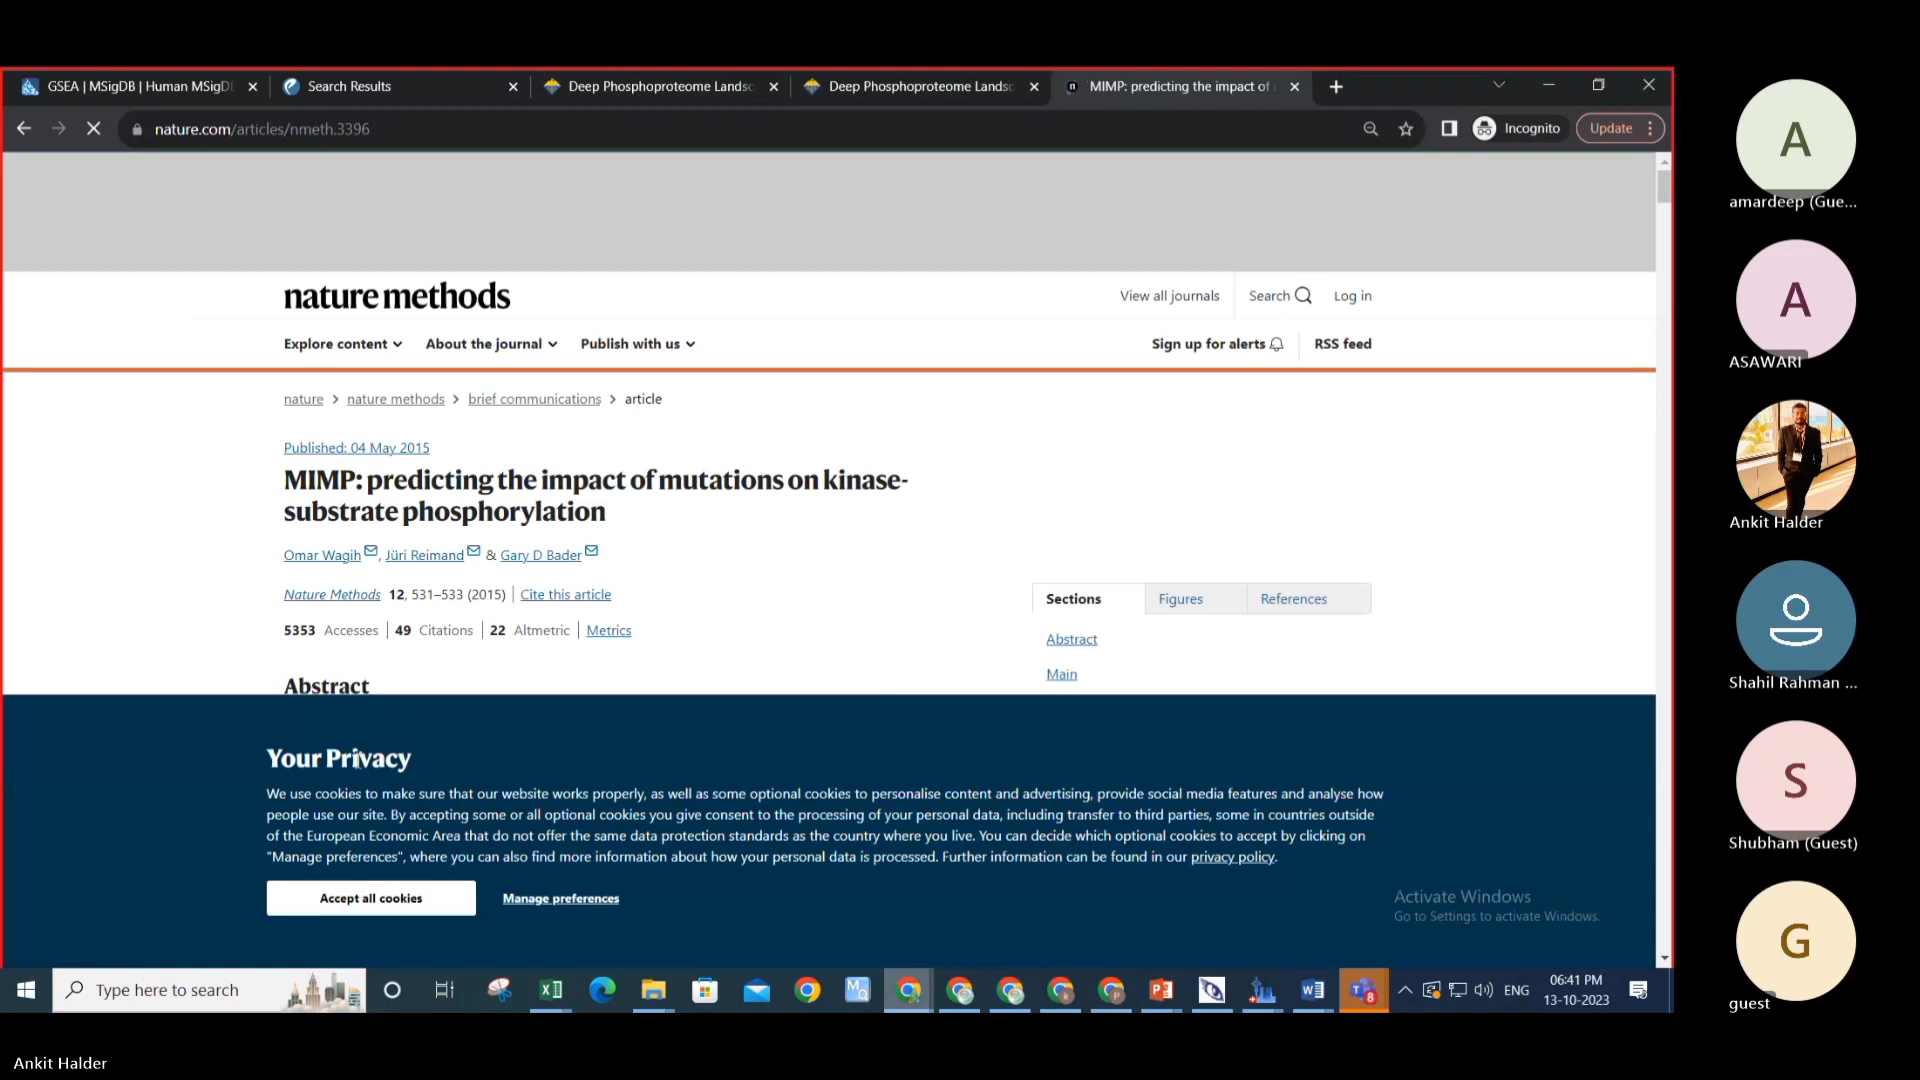 GSEA | MSigDB | Human MSigD
Search Results
Deep Phosphoproteome Landsc
Deep Phosphoproteome Landsc
MIMP: predicting the impact of
nature.com/articles/nmeth.3396
Incognito
Update
nature methods
View all journals
Search
Log in
Explore content
About the journal
Publish with us
Sign up for alerts
RSS feed
nature > nature methods > brief communications > article
Published: 04 May 2015
MIMP: predicting the impact of mutations on kinase-
substrate phosphorylation
Omar Wagih, Jüri Reimand & Gary D Bader
Nature Methods 12, 531–533 (2015) | Cite this article
5353 Accesses | 49 Citations | 22 Altmetric | Metrics
Sections
Figures
References
Abstract
Main
Abstract
Your Privacy
We use cookies to make sure that our website works properly, as well as some optional cookies to personalise content and advertising, provide social media features and analyse how
people use our site. By accepting some or all optional cookies you give consent to the processing of your personal data, including transfer to third parties, some in countries outside
of the European Economic Area that do not offer the same data protection standards as the country where you live. You can decide which optional cookies to accept by clicking on
"Manage preferences", where you can also find more information about how your personal data is processed. Further information can be found in our privacy policy.
Accept all cookies
Manage preferences
Activate Windows
Go to Settings to activate Windows.
Type here to search
ENG
06:41 PM
13-10-2023
A
amardeep (Gue...
A
ASAWARI
Ankit Halder
Shahil Rahman ...
S
Shubham (Guest)
G
guest
Ankit Halder